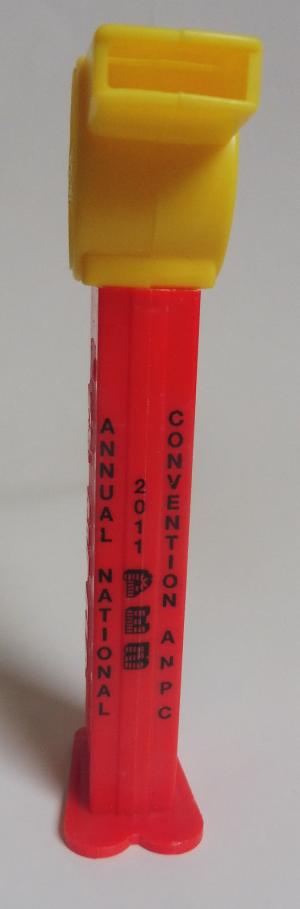 ANNUAL NATIONAL
2011 PEZ
CONVENTION ANPC